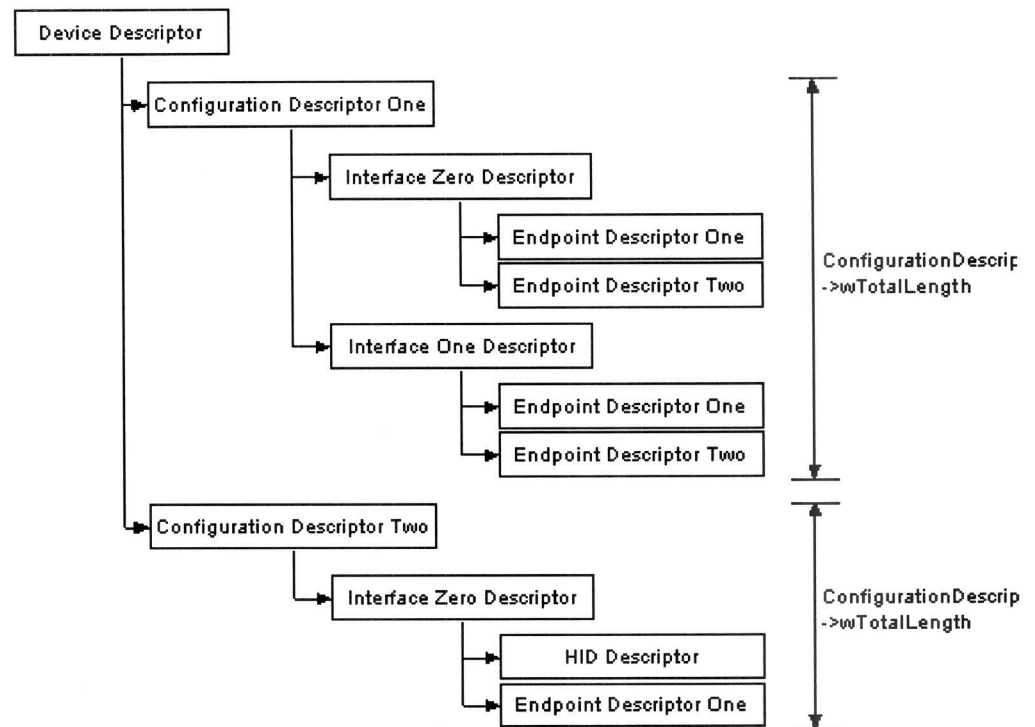 Device Descriptor
Configuration Descriptor One
Interface Zero Descriptor
Endpoint Descriptor One
Endpoint Descriptor Two
Interface One Descriptor
Endpoint Descriptor One
Endpoint Descriptor Two
ConfigurationDescrip
->wTotalLength
Configuration Descriptor Two
Interface Zero Descriptor
HID Descriptor
Endpoint Descriptor One
ConfigurationDescrip
->wTotalLength